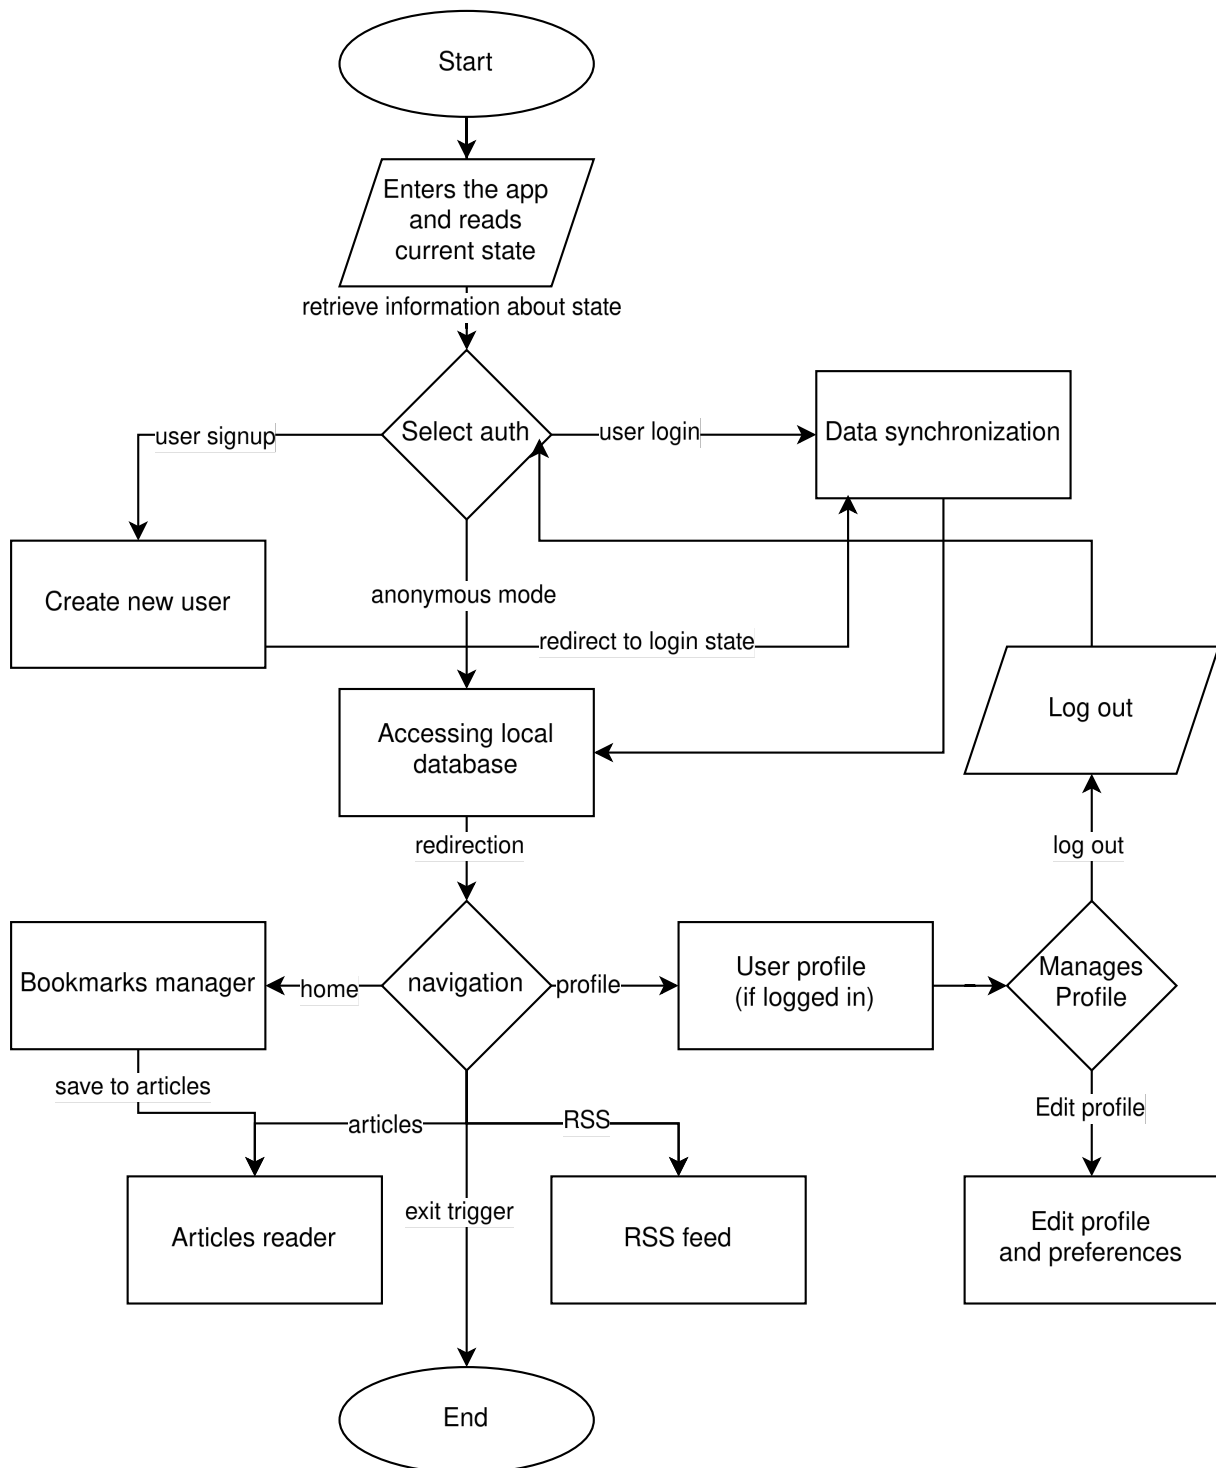 Start
Enters the app
and reads
current state
retrieve information about state
Select auth
user signup
user login
Data synchronization
Create new user
anonymous mode
redirect to login state
Accessing local
database
Log out
redirection
log out
Bookmarks manager
home
navigation
profile
User profile
(if logged in)
Manages
Profile
save to articles
articles
RSS
Edit profile
exit trigger
Articles reader
RSS feed
Edit profile
and preferences
End